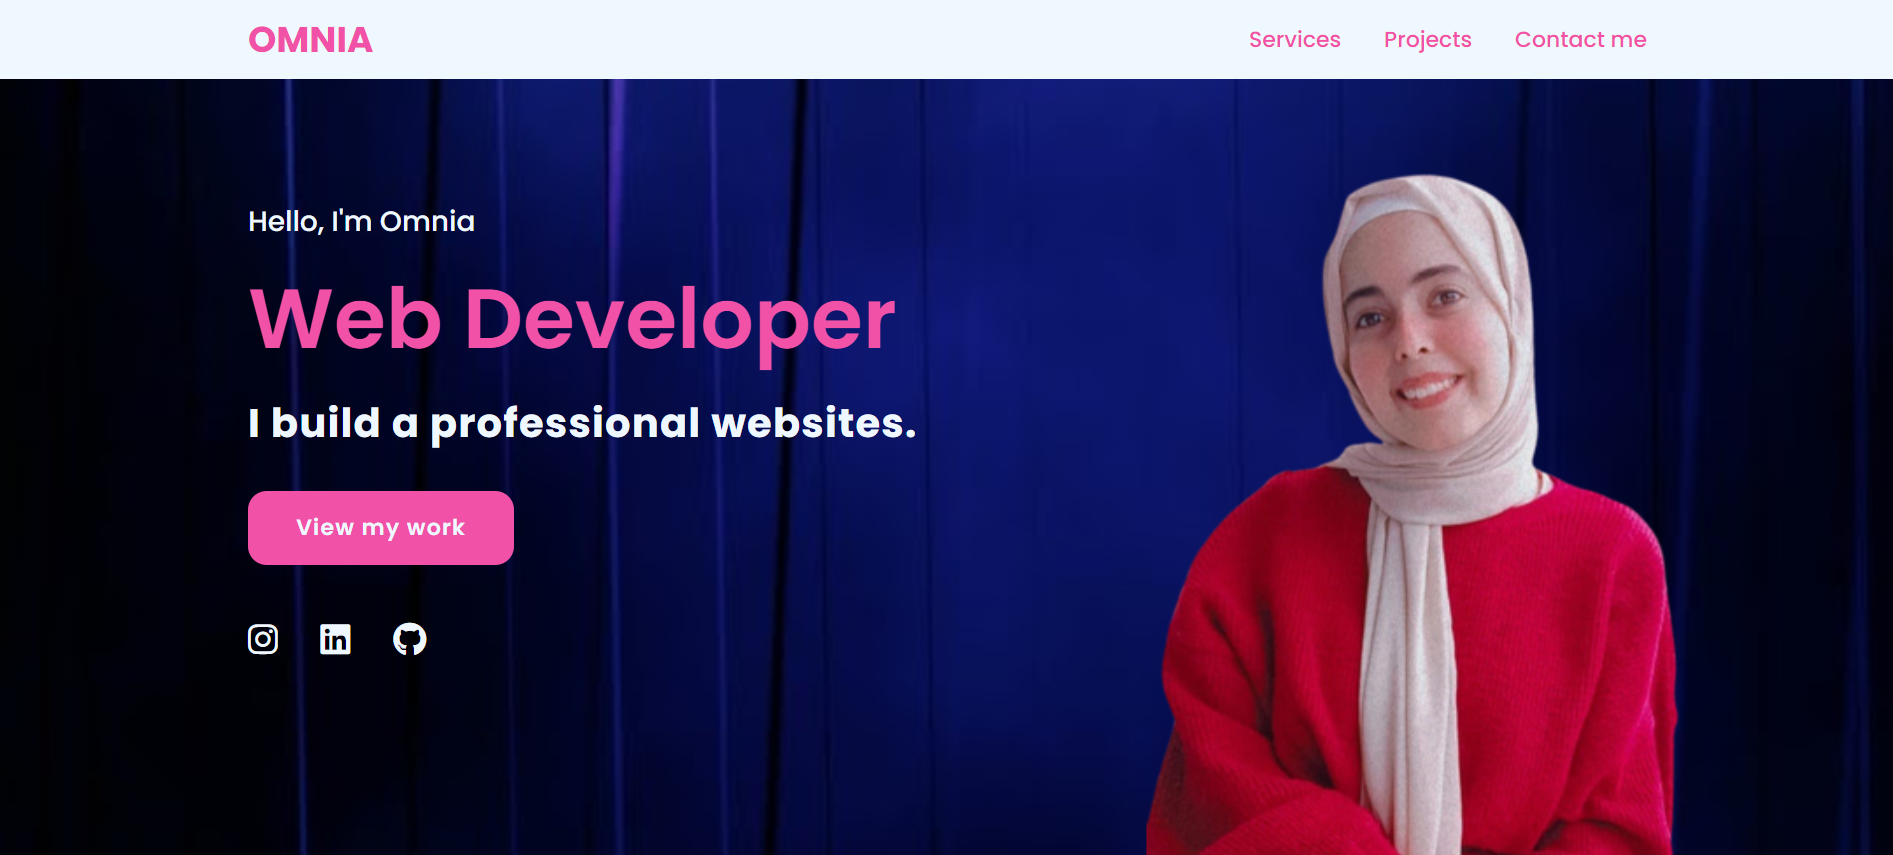 OMNIA
Services Projects Contact me
Hello, I'm Omnia
Web Developer
I build a professional websites.
View my work